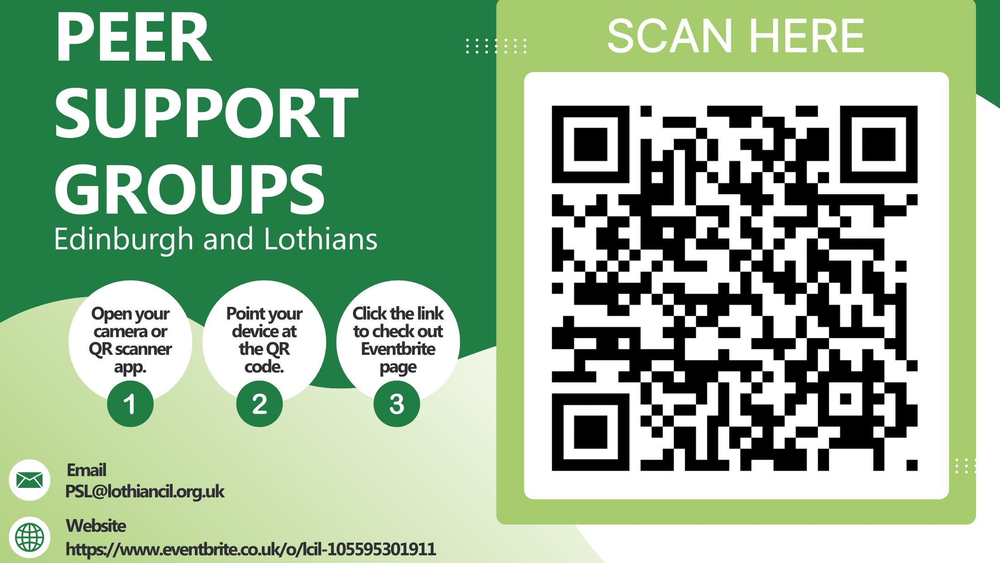 PEER
SUPPORT
GROUPS
Edinburgh and Lothians
SCAN HERE
Open your
camera or
QR scanner
app.
1
Point your
device at
the QR
code.
2
Click the link
to check out
Eventbrite
page
3
Email
PSL@lothiancil.org.uk
Website
https://www.eventbrite.co.uk/o/lcil-105595301911